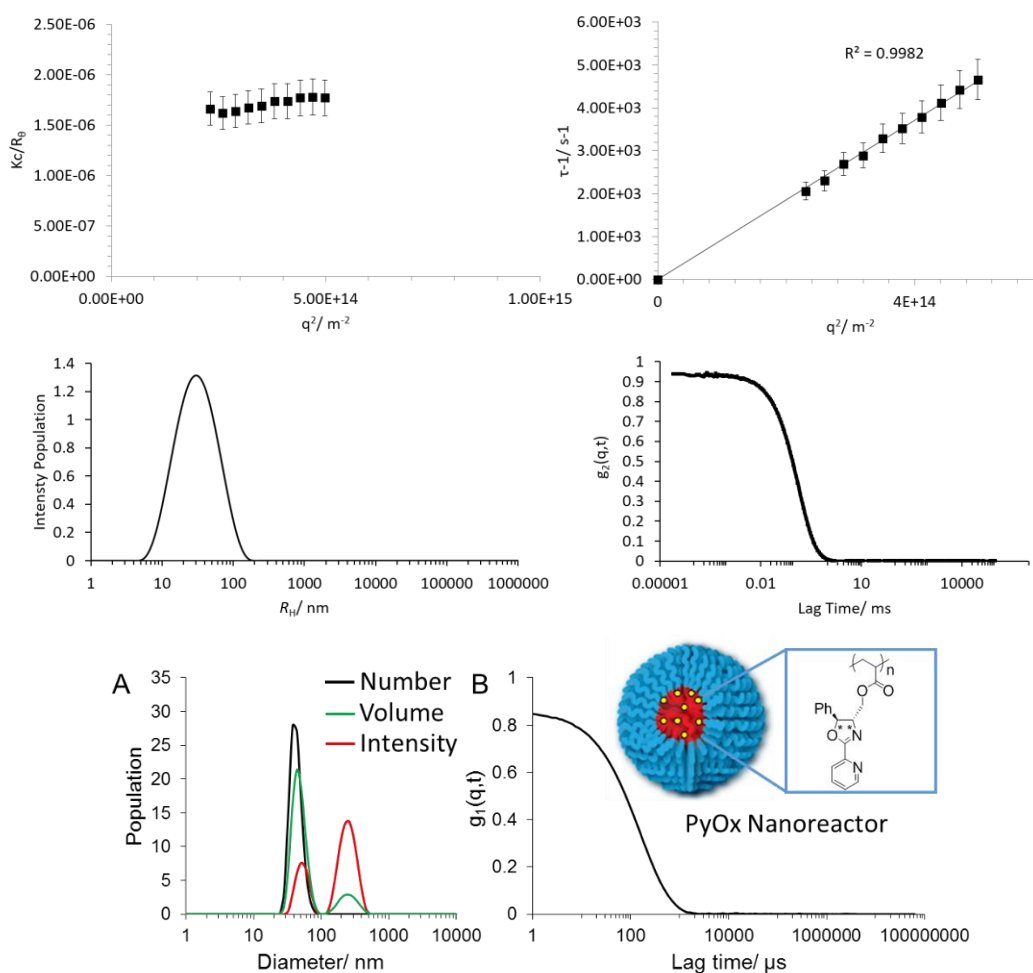 2.50E-06
2.00E-06
1.50E-06
1.00E-06
5.00E-07
0.00E+00
Kc/Rθ
0.00E+00 5.00E+14 1.00E+15
q²/ m⁻²
6.00E+03
5.00E+03
4.00E+03
3.00E+03
2.00E+03
1.00E+03
0.00E+00
τ-1/ s-1
R² = 0.9982
0 4E+14
q²/ m⁻²
1.4
1.2
1
0.8
0.6
0.4
0.2
0
Intensty Population
1 10 100 1000 10000 100000 1000000
RH/ nm
1
0.9
0.8
0.7
0.6
0.5
0.4
0.3
0.2
0.1
0
g₂(q,t)
0.00001 0.01 10 10000
Lag Time/ ms
A
35
30
25
20
15
10
5
0
Population
Number
Volume
Intensity
1 10 100 1000 10000
Diameter/ nm
B
1
0.8
0.6
0.4
0.2
0
g₁(q,t)
1 100 10000 1000000 100000000
Lag time/ µs
n
O
O
Ph
* *
O N
N
PyOx Nanoreactor